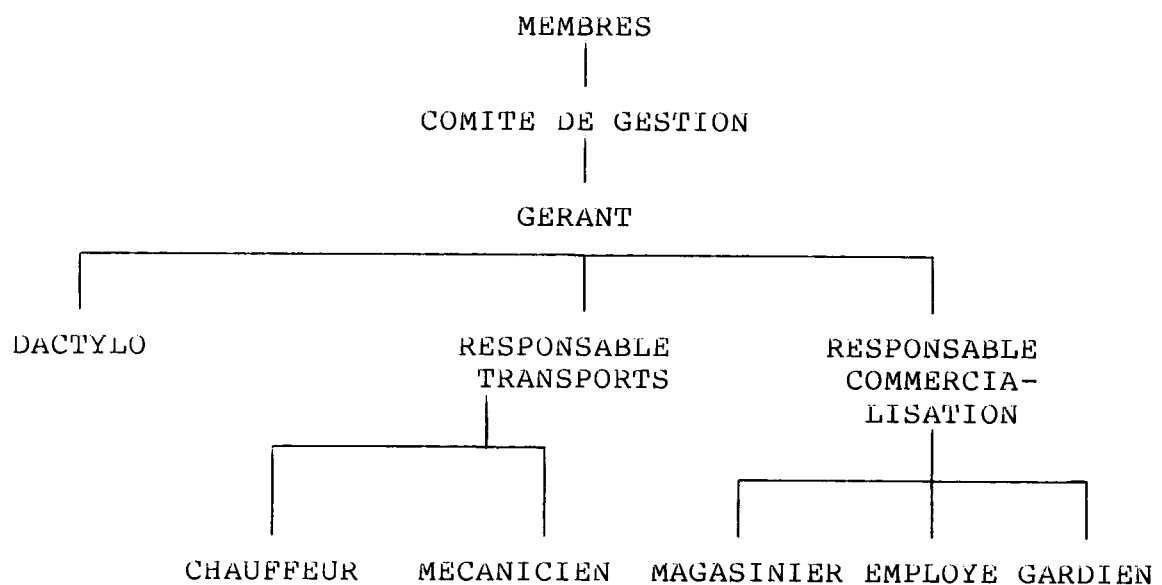 MEMBRES
COMITE DE GESTION
GERANT
DACTYLO
RESPONSABLE
TRANSPORTS
RESPONSABLE
COMMERCIA-
LISATION
CHAUFFEUR MECANICIEN MAGASINIER EMPLOYE GARDIEN